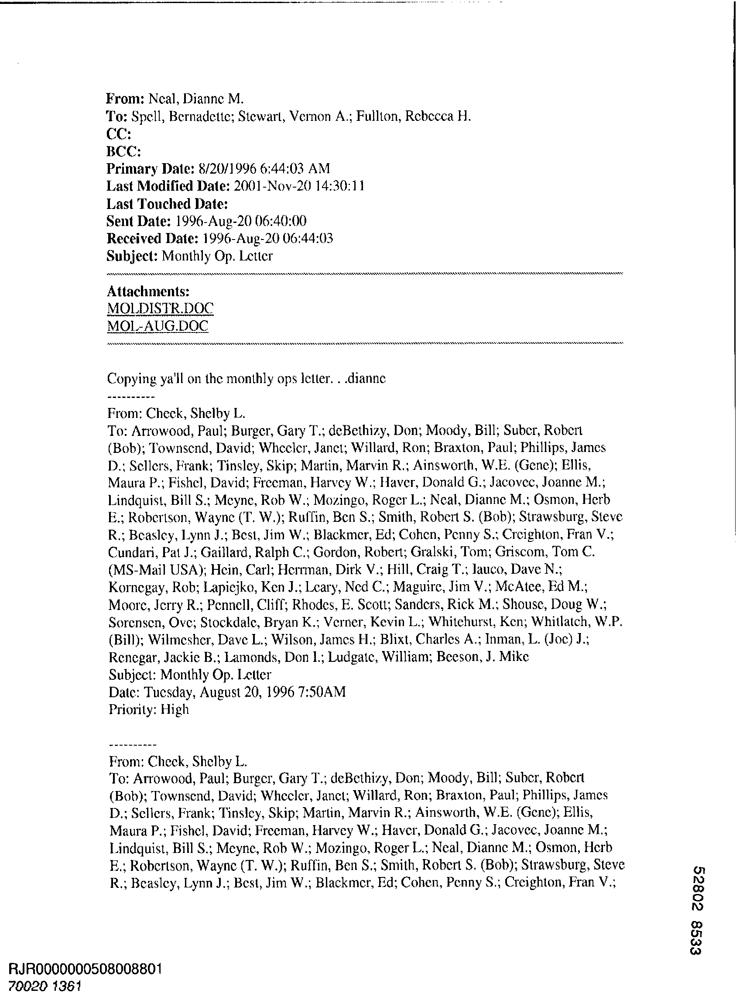 From: Neal, Dianne M.
To: Spell, Bernadette; Stewart, Vernon A.; Fullton, Rebecca H.
CC:
BCC:
Primary Date: 8/20/1996 6:44:03 AM
Last Modified Date: 2001-Nov-20 14:30:11
Last Touched Date:
Sent Date: 1996-Aug-20 06:40:00
Received Date: 1996-Aug-20 06:44:03
Subject: Monthly Op. Letter
Attachments:
MOLDISTR.DOC
MOL-AUG.DOC
Copying ya'll on the monthly ops letter. . .dianne
----------
From: Check, Shelby L.
To: Arrowood, Paul; Burger, Gary T.; deBethizy, Don; Moody, Bill; Suber, Robert
(Bob); Townsend, David; Wheeler, Janet; Willard, Ron; Braxton, Paul; Phillips, James
D.; Sellers, Frank; Tinsley, Skip; Martin, Marvin R.; Ainsworth, W.E. (Gene); Ellis,
Maura P.; Fishel, David; Freeman, Harvey W.; Haver, Donald G.; Jacovec, Joanne M.;
Lindquist, Bill S.; Meyne, Rob W.; Mozingo, Roger L.; Neal, Dianne M.; Osmon, Herb
E.; Robertson, Wayne (T. W.); Ruffin, Ben S.; Smith, Robert S. (Bob); Strawsburg, Steve
R.; Beasley, Lynn J.; Best, Jim W.; Blackmer, Ed; Cohen, Penny S.; Creighton, Fran V.;
Cundari, Pat J.; Gaillard, Ralph C.; Gordon, Robert; Gralski, Tom; Griscom, Tom C.
(MS-Mail USA); Hein, Carl; Herrman, Dirk V.; Hill, Craig T.; Iauco, Dave N.;
Kornegay, Rob; Lapiejko, Ken J.; Leary, Ned C.; Maguire, Jim V.; McAtee, Ed M.;
Moore, Jerry R.; Pennell, Cliff; Rhodes, E. Scott; Sanders, Rick M.; Shouse, Doug W.;
Sorensen, Ove; Stockdale, Bryan K.; Verner, Kevin L.; Whitehurst, Ken; Whitlatch, W.P.
(Bill); Wilmesher, Dave L.; Wilson, James H.; Blixt, Charles A.; Inman, L. (Joe) J.;
Renegar, Jackie B.; Lamonds, Don I.; Ludgate, William; Beeson, J. Mike
Subject: Monthly Op. Letter
Date: Tuesday, August 20, 1996 7:50AM
Priority: High
----------
From: Check, Shelby L.
To: Arrowood, Paul; Burger, Gary T.; deBethizy, Don; Moody, Bill; Suber, Robert
(Bob); Townsend, David; Wheeler, Janet; Willard, Ron; Braxton, Paul; Phillips, James
D.; Sellers, Frank; Tinsley, Skip; Martin, Marvin R.; Ainsworth, W.E. (Gene); Ellis,
Maura P.; Fishel, David; Freeman, Harvey W.; Haver, Donald G.; Jacovec, Joanne M.;
Lindquist, Bill S.; Meyne, Rob W.; Mozingo, Roger L.; Neal, Dianne M.; Osmon, Herb
E.; Robertson, Wayne (T. W.); Ruffin, Ben S.; Smith, Robert S. (Bob); Strawsburg, Steve
R.; Beasley, Lynn J.; Best, Jim W.; Blackmer, Ed; Cohen, Penny S.; Creighton, Fran V.;
52802 8533
RJR0000000508008801
70020 1361